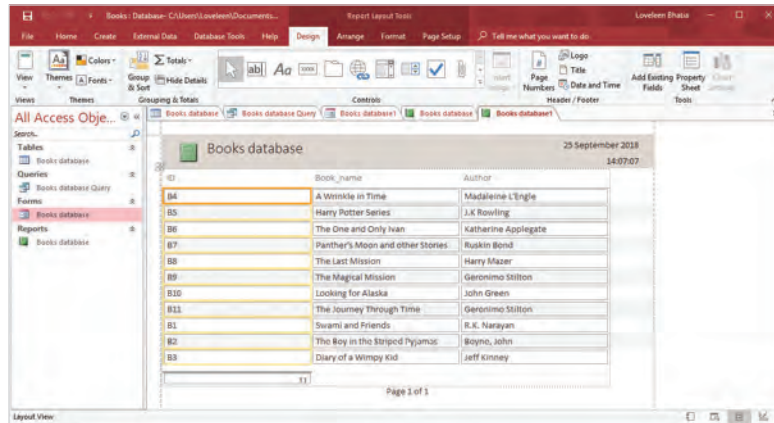 Books : Database- C:\Users\Loveleen\Documents... Report Layout Tools Loveleen Bhatia
File Home Create External Data Database Tools Help Design Arrange Format Page Setup Tell me what you want to do
View Themes Colors Fonts Group & Sort Totals Hide Details Aa ab| Aa Page Numbers Logo Title Date and Time Add Existing Fields Property Sheet
Views Themes Grouping & Totals Controls Header / Footer Tools
All Access Obje... Books database Books database Query Books database1 Books database Books database1
Search..
Tables
Books database
Queries
Books database Query
Forms
Books database
Reports
Books database
Books database 25 September 2018
14:07:07
ID Book_name Author
B4 A Wrinkle in Time Madaleine L'Engle
B5 Harry Potter Series J.K Rowling
B6 The One and Only Ivan Katherine Applegate
B7 Panther's Moon and other Stories Ruskin Bond
B8 The Last Mission Harry Mazer
B9 The Magical Mission Geronimo Stilton
B10 Looking for Alaska John Green
B11 The Journey Through Time Geronimo Stilton
B1 Swami and Friends R.K. Narayan
B2 The Boy in the Striped Pyjamas Boyne, John
B3 Diary of a Wimpy Kid Jeff Kinney
11
Page 1 of 1
Layout View